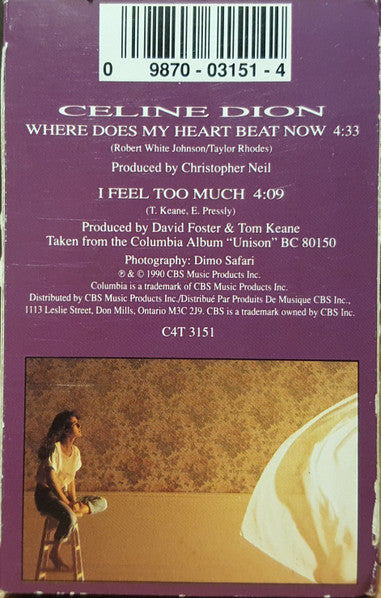 0 9870 - 03151 - 4
CELINE DION
WHERE DOES MY HEART BEAT NOW 4:33
(Robert White Johnson/Taylor Rhodes)
Produced by Christopher Neil
I FEEL TOO MUCH 4:09
(T. Keane, E. Pressly)
Produced by David Foster & Tom Keane
Taken from the Columbia Album "Unison" BC 80150
Photography: Dimo Safari
℗ & © 1990 CBS Music Products Inc.
Columbia is a trademark of CBS Music Products Inc.
Distributed by CBS Music Products Inc./Distribué Par Produits De Musique CBS Inc.,
1113 Leslie Street, Don Mills, Ontario M3C 2J9. CBS is a trademark owned by CBS Inc.
C4T 3151